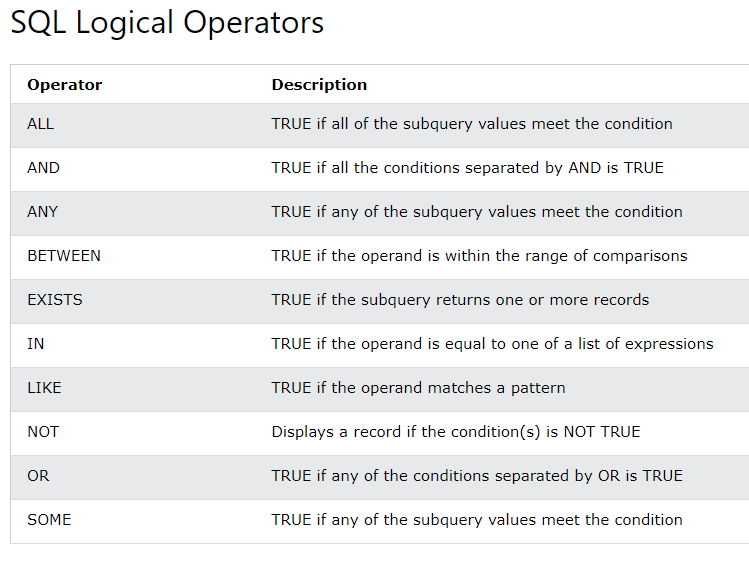 SQL Logical Operators
Operator Description
ALL TRUE if all of the subquery values meet the condition
AND TRUE if all the conditions separated by AND is TRUE
ANY TRUE if any of the subquery values meet the condition
BETWEEN TRUE if the operand is within the range of comparisons
EXISTS TRUE if the subquery returns one or more records
IN TRUE if the operand is equal to one of a list of expressions
LIKE TRUE if the operand matches a pattern
NOT Displays a record if the condition(s) is NOT TRUE
OR TRUE if any of the conditions separated by OR is TRUE
SOME TRUE if any of the subquery values meet the condition